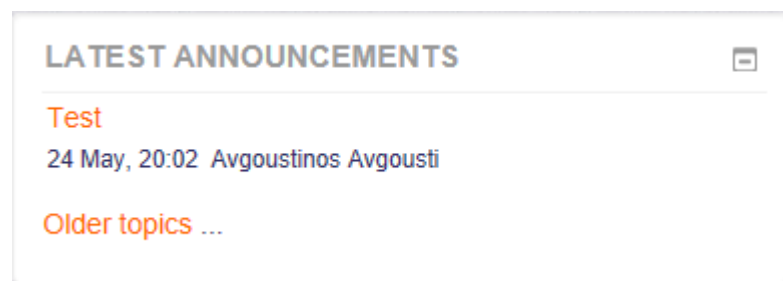 LATEST ANNOUNCEMENTS
Test
24 May, 20:02 Avgoustinos Avgousti
Older topics ...